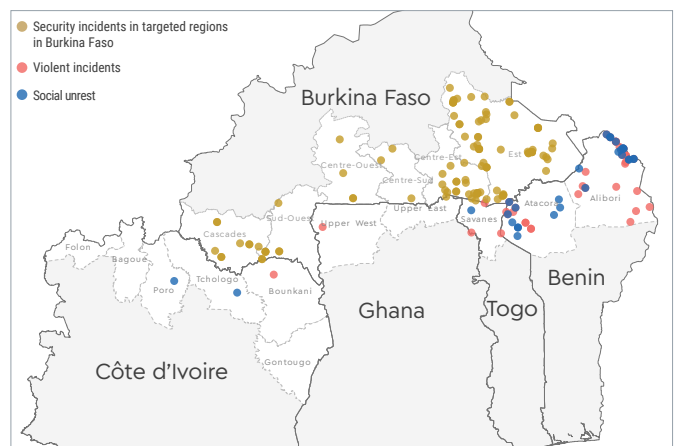 Security incidents in targeted regions
in Burkina Faso
Violent incidents
Social unrest
Burkina Faso
Centre-Est
Est
Centre-Ouest
Centre-Sud
Atacora
Alibori
Upper East
Savanes
Sud-Ouest
Upper West
Cascades
Folon
Bagoué
Tchologo
Poro
Bounkani
Benin
Ghana
Togo
Gontougo
Côte d’Ivoire